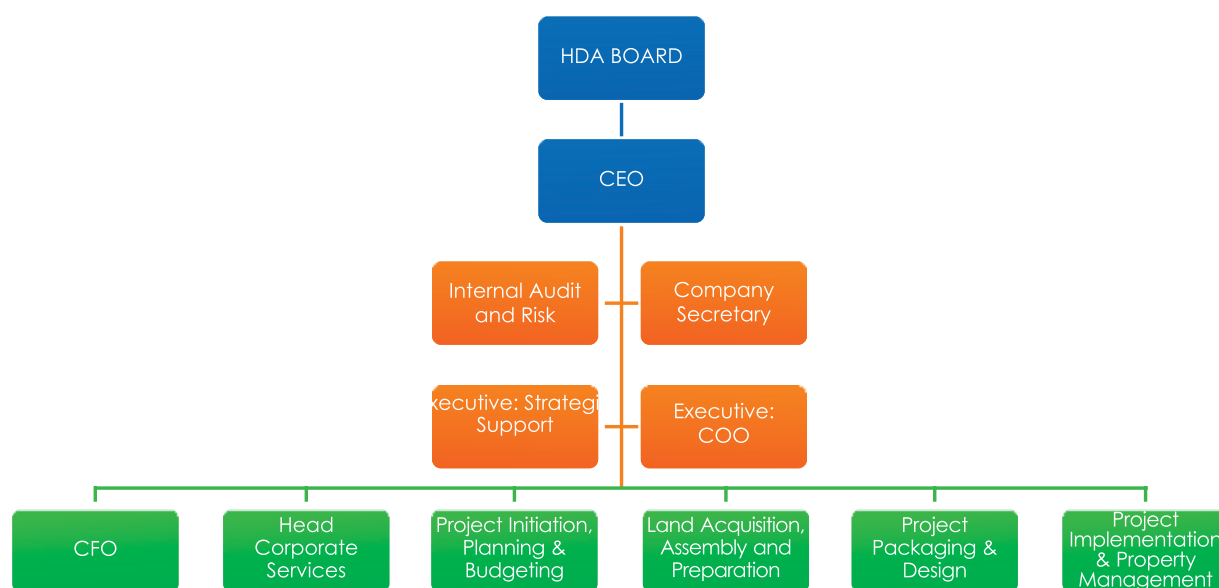 HDA BOARD
CEO
Internal Audit
and Risk
Company
Secretary
xecutive: Strategi
Support
Executive:
COO
CFO
Head
Corporate
Services
Project Initiation,
Planning &
Budgeting
Land Acquisition,
Assembly and
Preparation
Project
Packaging &
Design
Project
Implementation
& Property
Management